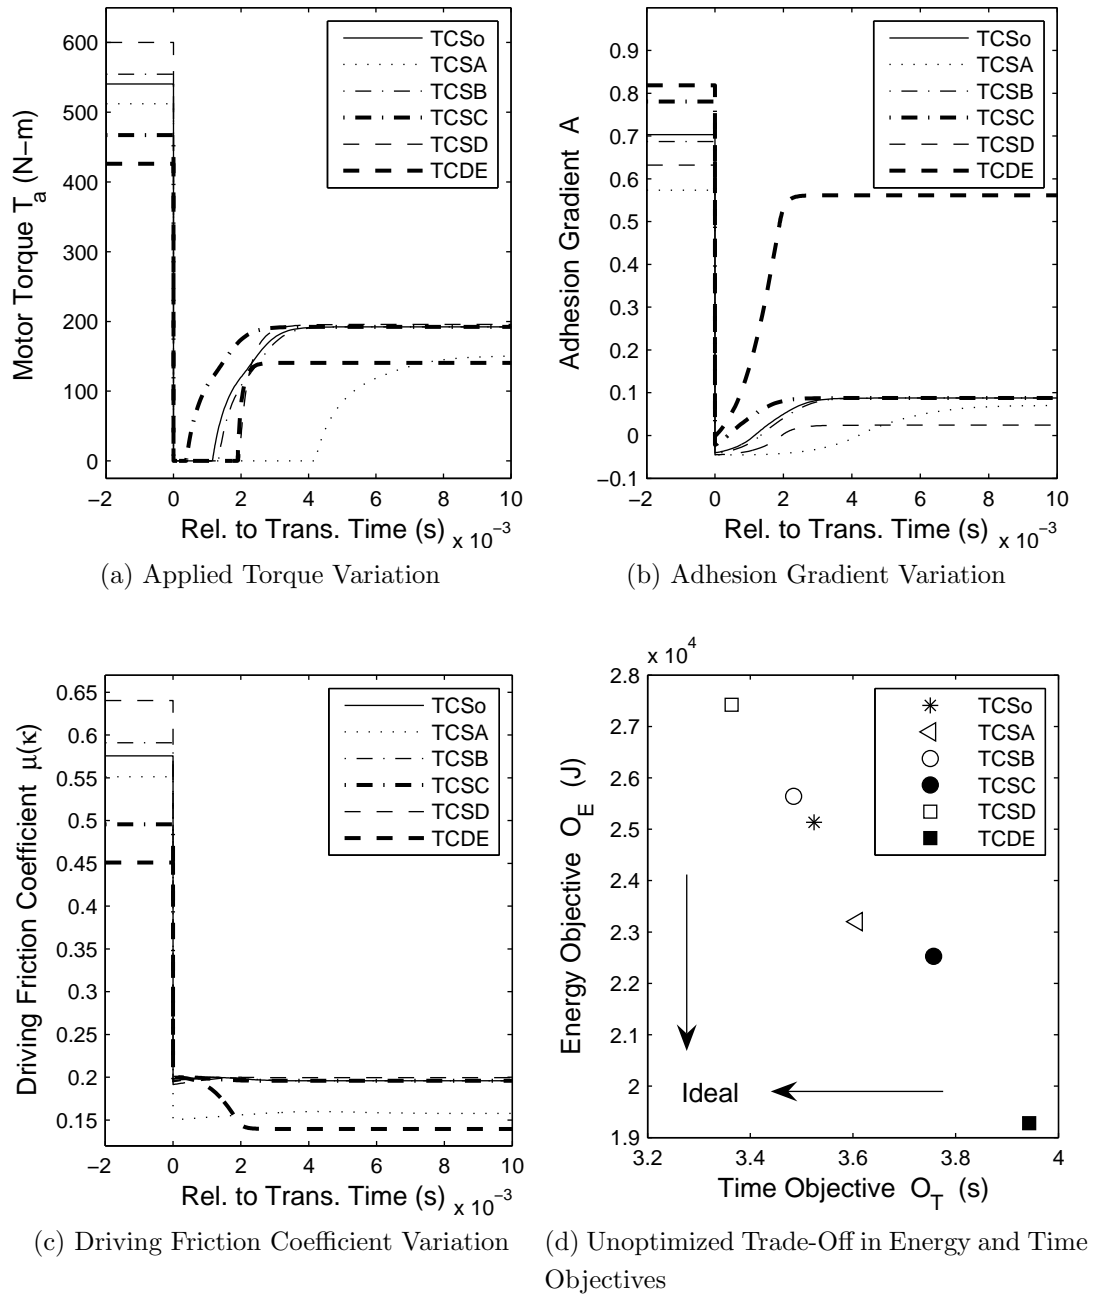 600
500
400
300
200
100
0
Motor Torque T_a (N−m)
TCSo
TCSA
TCSB
TCSC
TCSD
TCDE
−2 0 2 4 6 8 10
Rel. to Trans. Time (s) x 10^−3
(a) Applied Torque Variation
0.9
0.8
0.7
0.6
0.5
0.4
0.3
0.2
0.1
0
−0.1
Adhesion Gradient A
TCSo
TCSA
TCSB
TCSC
TCSD
TCDE
−2 0 2 4 6 8 10
Rel. to Trans. Time (s) x 10^−3
(b) Adhesion Gradient Variation
0.65
0.6
0.55
0.5
0.45
0.4
0.35
0.3
0.25
0.2
0.15
Driving Friction Coefficient μ(κ)
TCSo
TCSA
TCSB
TCSC
TCSD
TCDE
−2 0 2 4 6 8 10
Rel. to Trans. Time (s) x 10^−3
(c) Driving Friction Coefficient Variation
x 10^4
2.8
2.7
2.6
2.5
2.4
2.3
2.2
2.1
2
1.9
Energy Objective O_E (J)
TCSo
TCSA
TCSB
TCSC
TCSD
TCDE
Ideal
3.2 3.4 3.6 3.8 4
Time Objective O_T (s)
(d) Unoptimized Trade-Off in Energy and Time
Objectives